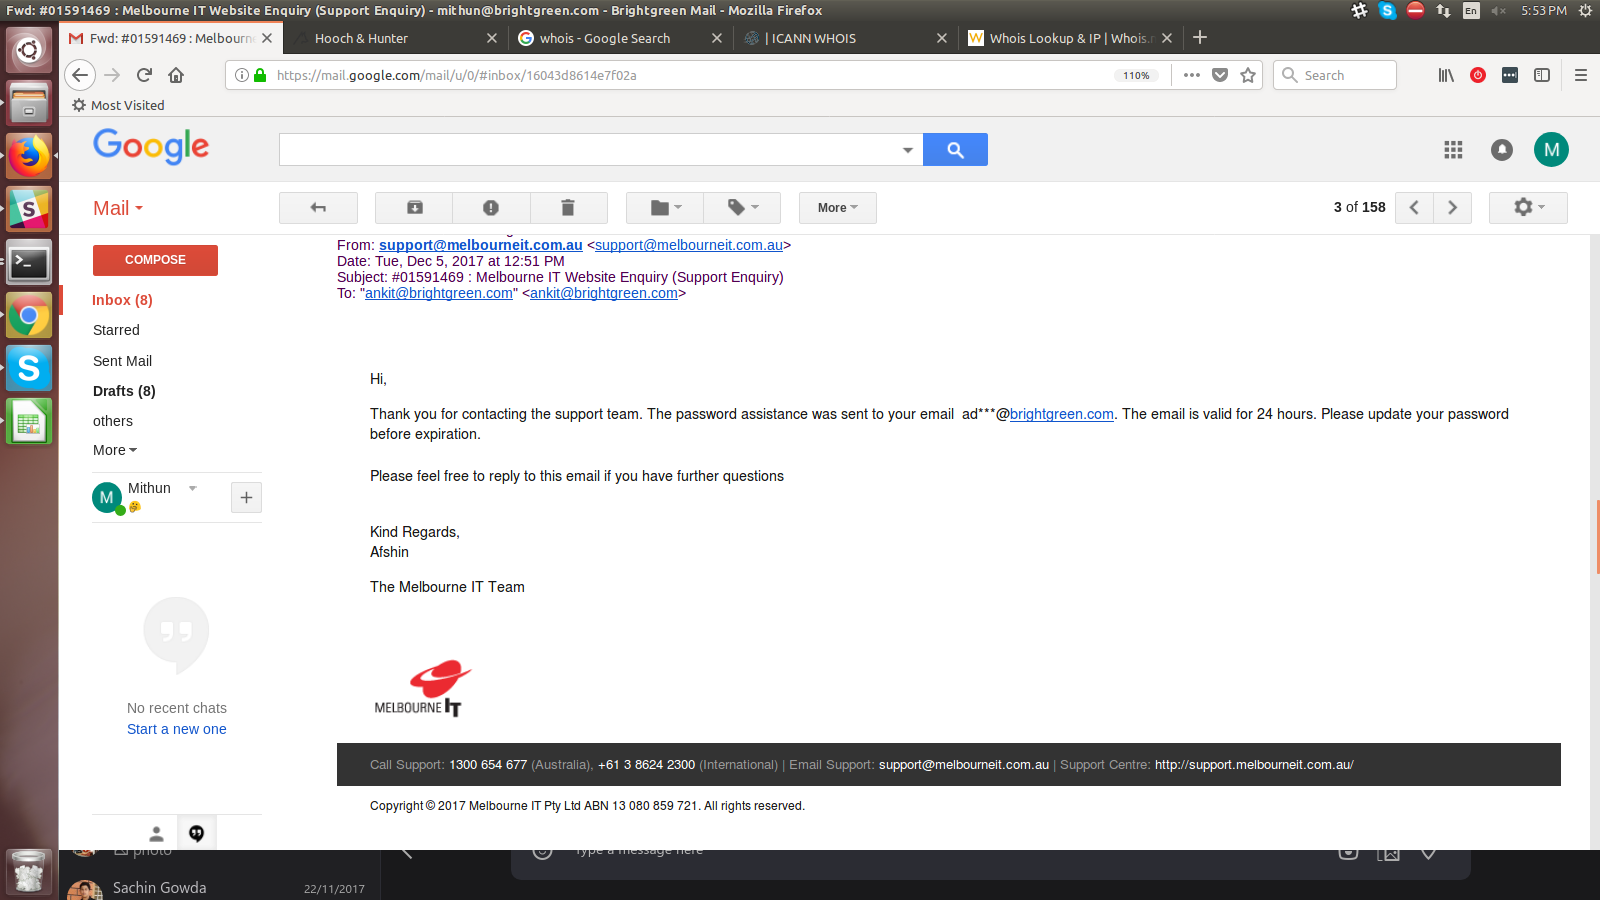 Fwd: #01591469 : Melbourne IT Website Enquiry (Support Enquiry) - mithun@brightgreen.com - Brightgreen Mail - Mozilla Firefox
En
5:53 PM
Fwd: #01591469 : Melbourne
Hooch & Hunter
whois - Google Search
| ICANN WHOIS
Whois Lookup & IP | Whois.n
https://mail.google.com/mail/u/0/#inbox/16043d8614e7f02a
110%
Search
Most Visited
Google
M
Mail
More
3 of 158
COMPOSE
Inbox (8)
Starred
Sent Mail
Drafts (8)
others
More
M
Mithun
No recent chats
Start a new one
From: support@melbourneit.com.au <support@melbourneit.com.au>
Date: Tue, Dec 5, 2017 at 12:51 PM
Subject: #01591469 : Melbourne IT Website Enquiry (Support Enquiry)
To: "ankit@brightgreen.com" <ankit@brightgreen.com>
Hi,
Thank you for contacting the support team. The password assistance was sent to your email  ad***@brightgreen.com. The email is valid for 24 hours. Please update your password
before expiration.
Please feel free to reply to this email if you have further questions
Kind Regards,
Afshin
The Melbourne IT Team
MELBOURNE IT
Call Support: 1300 654 677 (Australia), +61 3 8624 2300 (International) | Email Support: support@melbourneit.com.au | Support Centre: http://support.melbourneit.com.au/
Copyright © 2017 Melbourne IT Pty Ltd ABN 13 080 859 721. All rights reserved.
photo
Type a message here
Sachin Gowda
22/11/2017